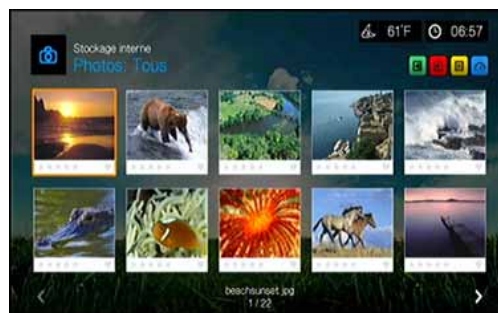 61°F 06:57
Stockage interne
Photos: Tous
beachsunset.jpg
1 / 22